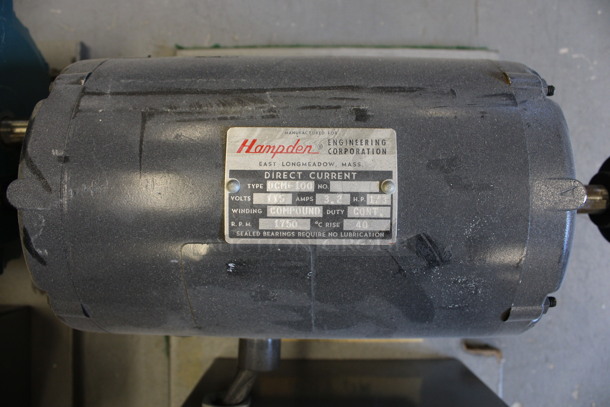 MANUFACTURED FOR
Hampden ENGINEERING CORPORATION
EAST LONGMEADOW, MASS.
DIRECT CURRENT
TYPE DCM-100 NO.
VOLTS 115 AMPS 3.2 H.P. 1/3
WINDING COMPOUND DUTY CONT.
R.P.M. 1750 °C RISE 40
SEALED BEARINGS REQUIRE NO LUBRICATION